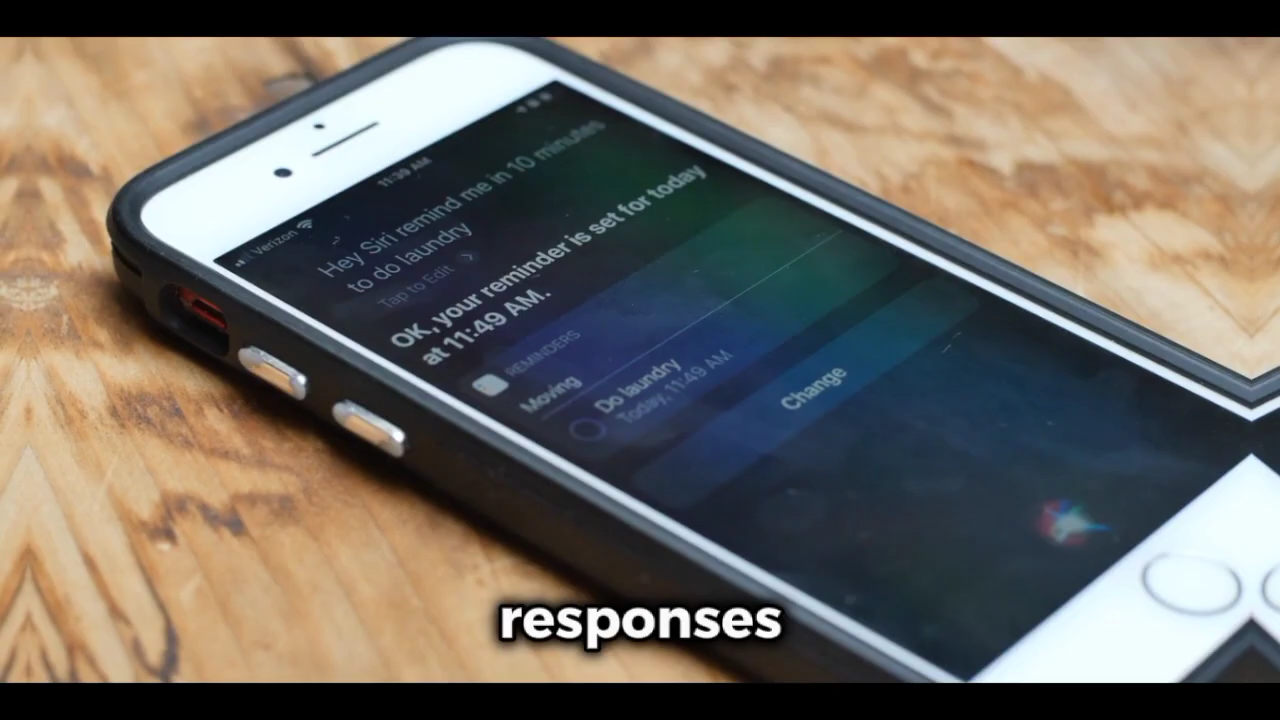 Verizon
11:39 AM
Hey Siri remind me in 10 minutes
to do laundry
Tap to Edit
OK, your reminder is set for today
at 11:49 AM.
REMINDERS
Moving
Do laundry
Today, 11:49 AM
Change
responses